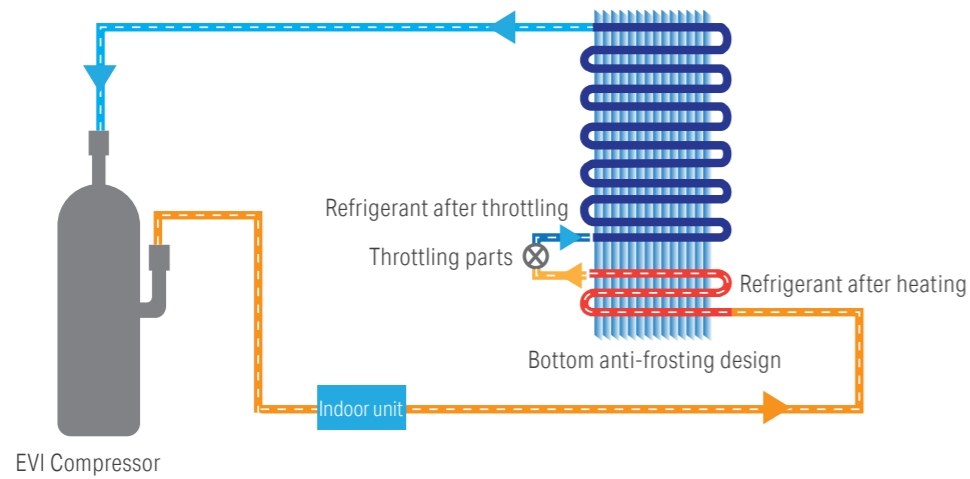 Refrigerant after throttling
Throttling parts
Refrigerant after heating
Bottom anti-frosting design
Indoor unit
EVI Compressor